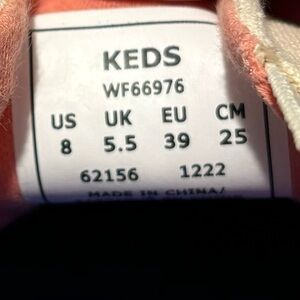 KEDS
WF66976
US UK EU CM
8 5.5 39 25
62156 1222
MADE IN CHINA/